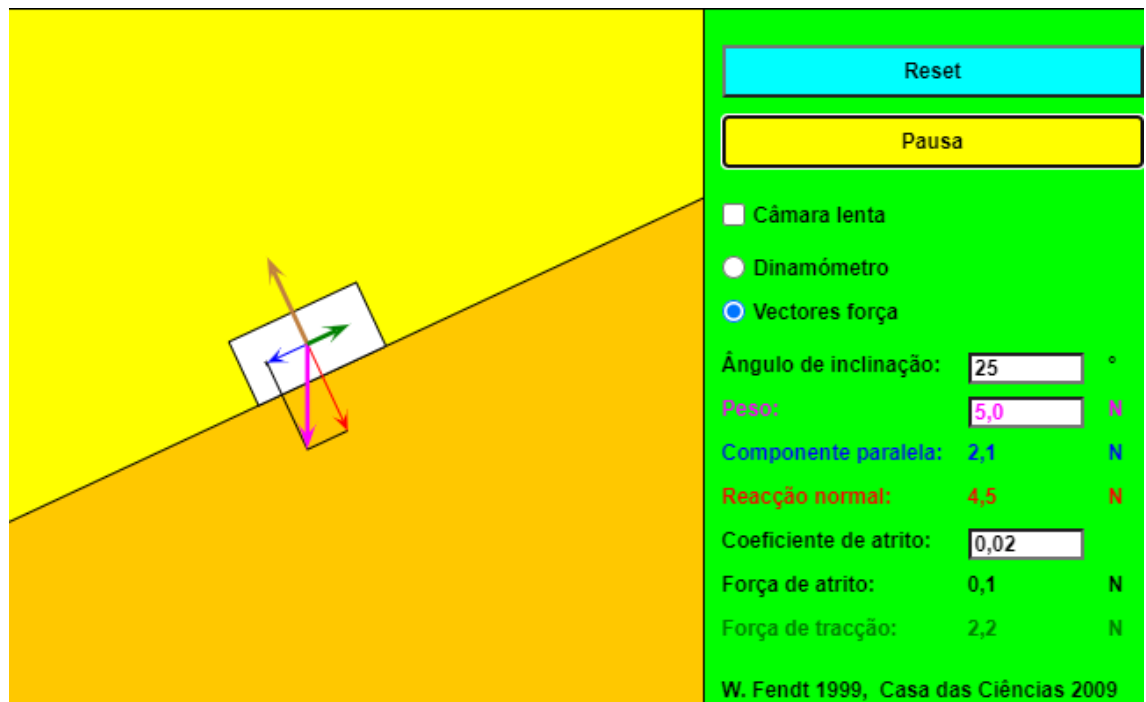 Reset
Pausa
Câmara lenta
Dinamómetro
Vectores força
Ângulo de inclinação: 25 °
Peso: 5,0 N
Componente paralela: 2,1 N
Reacção normal: 4,5 N
Coeficiente de atrito: 0,02
Força de atrito: 0,1 N
Força de tracção: 2,2 N
W. Fendt 1999, Casa das Ciências 2009